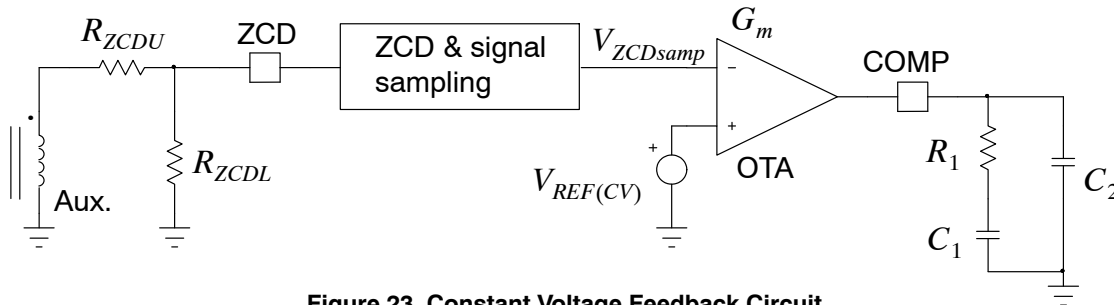 R_ZCDU
ZCD
ZCD & signal
sampling
V_ZCDsamp
G_m
COMP
−
+
OTA
+
V_REF(CV)
R_ZCDL
Aux.
R_1
C_1
C_2
Figure 23. Constant Voltage Feedback Circuit